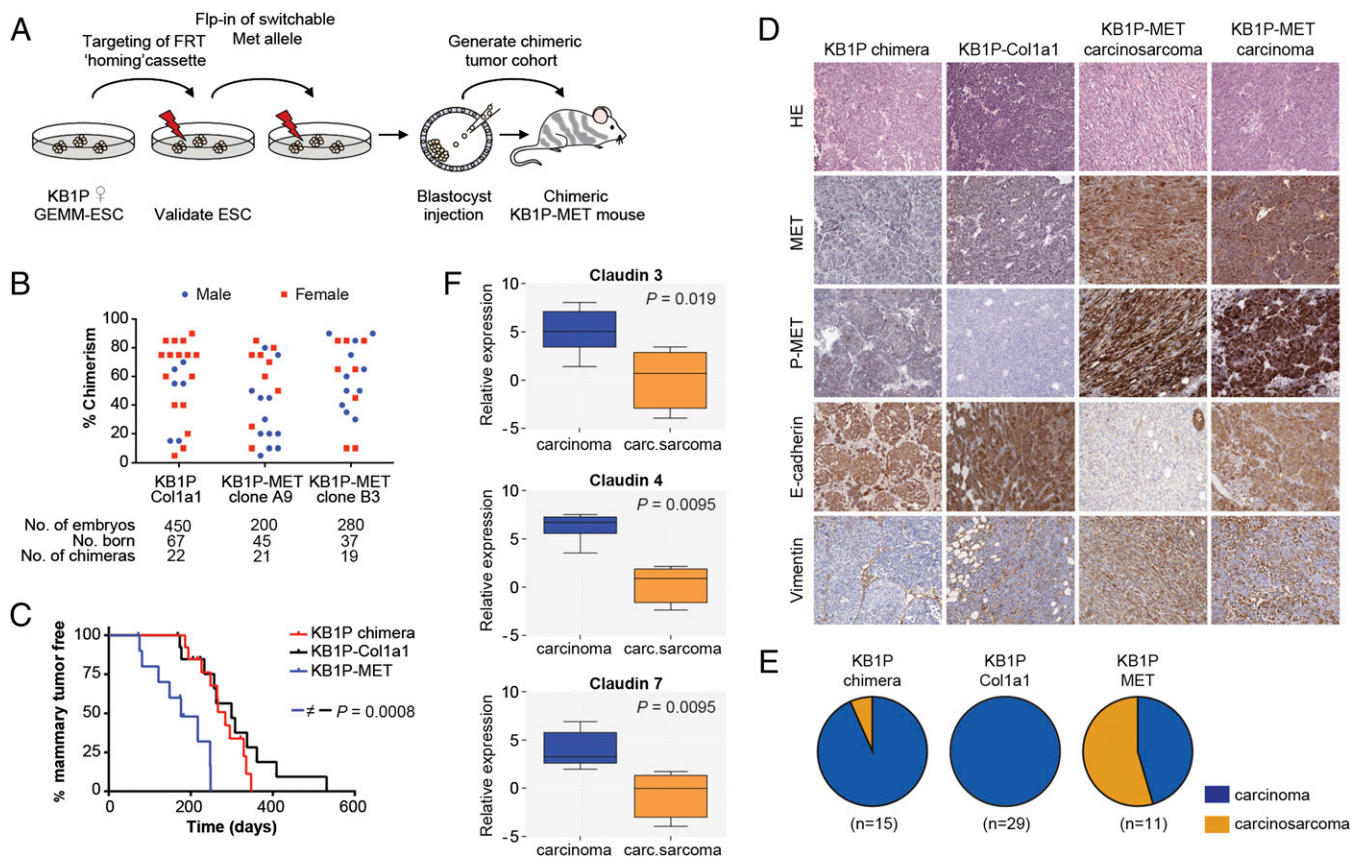 A
Targeting of FRT
'homing'cassette
Flp-in of switchable
Met allele
Generate chimeric
tumor cohort
KB1P ♀
GEMM-ESC
Validate ESC
Blastocyst
injection
Chimeric
KB1P-MET mouse
B
Male
Female
% Chimerism
100
80
60
40
20
0
KB1P
Col1a1
KB1P-MET
clone A9
KB1P-MET
clone B3
No. of embryos 450 200 280
No. born 67 45 37
No. of chimeras 22 21 19
C
% mammary tumor free
100
75
50
25
0
0 200 400 600
Time (days)
KB1P chimera
KB1P-Col1a1
KB1P-MET
≠ P = 0.0008
F
Claudin 3
P = 0.019
Relative expression
10
5
0
-5
carcinoma carc.sarcoma
Claudin 4
P = 0.0095
Relative expression
10
5
0
-5
carcinoma carc.sarcoma
Claudin 7
P = 0.0095
Relative expression
10
5
0
-5
carcinoma carc.sarcoma
D
KB1P chimera
KB1P-Col1a1
KB1P-MET
carcinosarcoma
KB1P-MET
carcinoma
HE
MET
P-MET
E-cadherin
Vimentin
E
KB1P
chimera
KB1P
Col1a1
KB1P
MET
(n=15)
(n=29)
(n=11)
carcinoma
carcinosarcoma